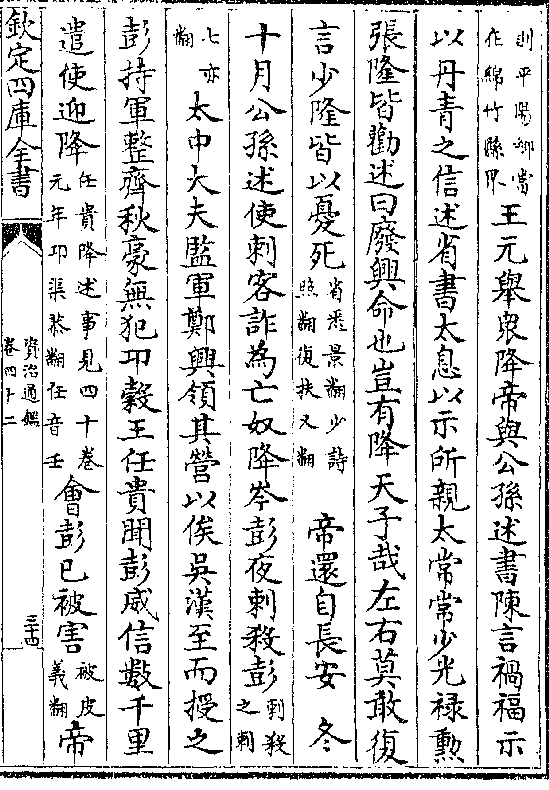 則平陽鄉當
在綿竹縣界
王元舉衆降帝與公孫述書陳言禍福示
以丹青之信述省書太息以示所親太常常少光禄勲
張隆皆勸述曰廢興命也豈有降天子哉左右莫敢復
言少隆皆以憂死
省悉景翻少詩
照翻復扶又翻
帝還自長安 冬
十月公孫述使刺客詐為亡奴降岑彭夜刺殺彭
刺殺之刺
七亦翻
太中大夫監軍鄭興領其營以俟吳漢至而授之
彭持軍整齊秋豪無犯卭穀王任貴聞彭威信數千里
遣使迎降
任貴降述事見四十卷
元年卭渠恭翻任音壬
會彭已被害
被皮義翻
帝
欽定四庫全書
資治通鑑
卷四十二
三十四